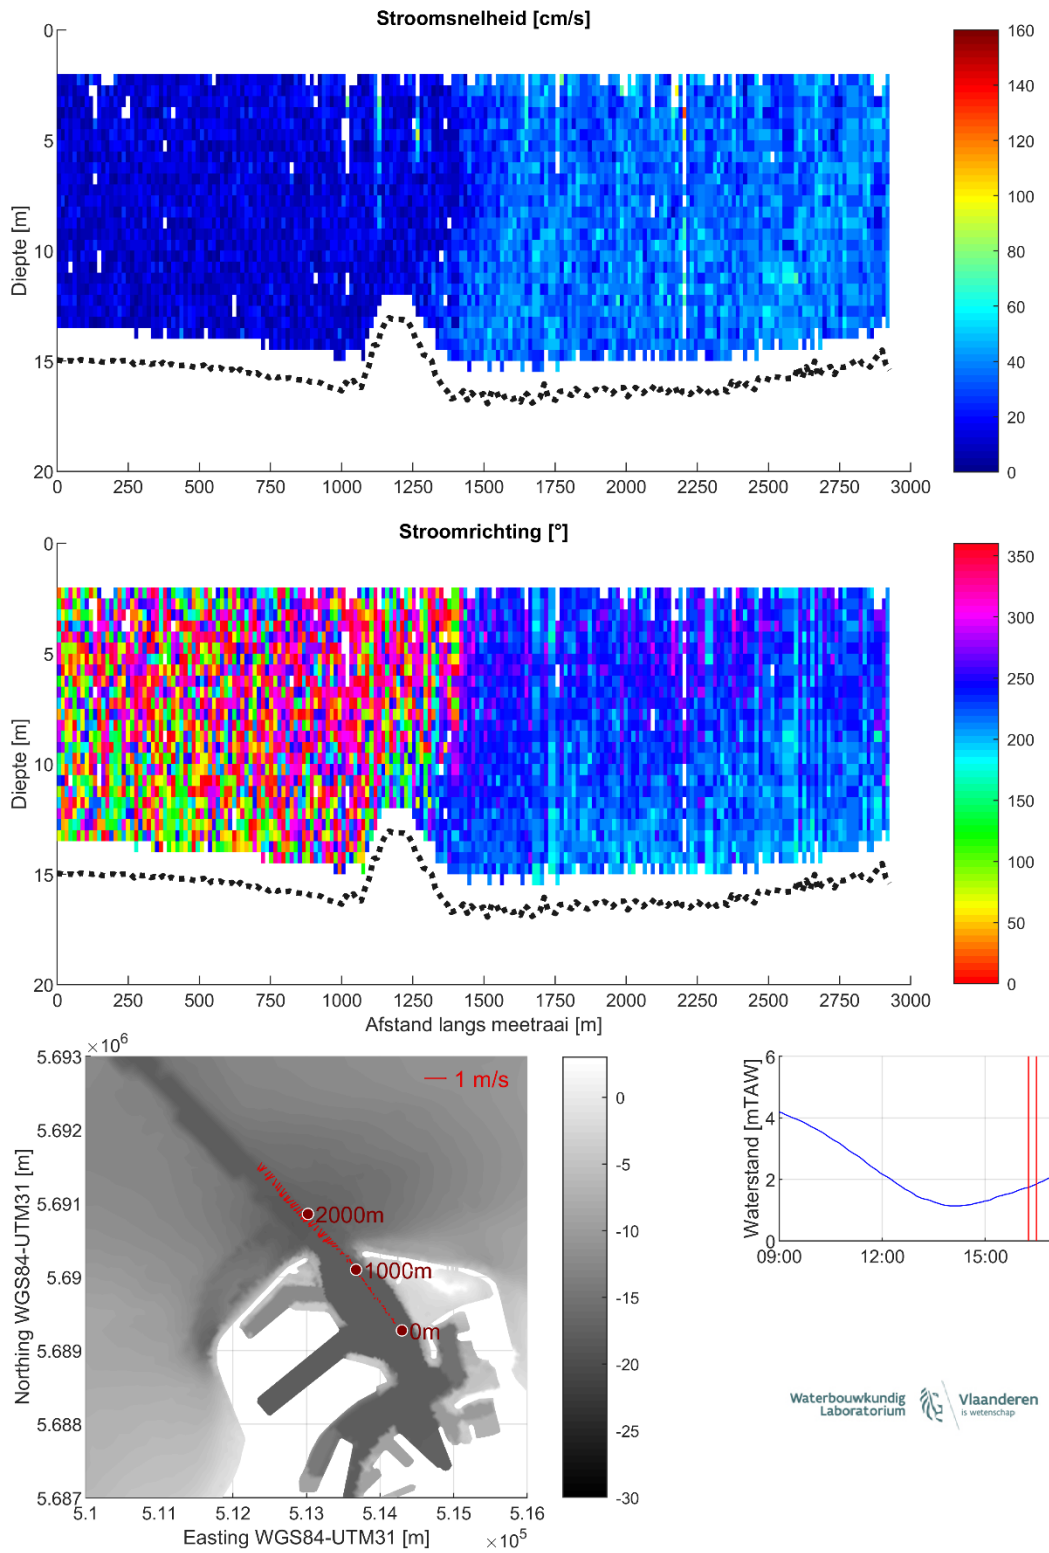 Stroomsnelheid [cm/s]
Diepte [m]
0
5
10
15
20
0 250 500 750 1000 1250 1500 1750 2000 2250 2500 2750 3000
160
140
120
100
80
60
40
20
0
Stroomrichting [°]
Diepte [m]
0
5
10
15
20
0 250 500 750 1000 1250 1500 1750 2000 2250 2500 2750 3000
Afstand langs meetraai [m]
350
300
250
200
150
100
50
0
×10⁶
Northing WGS84-UTM31 [m]
5.693
5.692
5.691
5.69
5.689
5.688
5.687
5.1 5.12 5.13 5.14 5.15 5.16
Easting WGS84-UTM31 [m]
×10⁵
1 m/s
2000m
1000m
0m
0
-5
-10
-15
-20
-25
-30
Waterstand [mTAW]
6
4
2
0
09:00 12:00 15:00
Waterbouwkundig
Laboratorium
Vlaanderen
is wetenschap